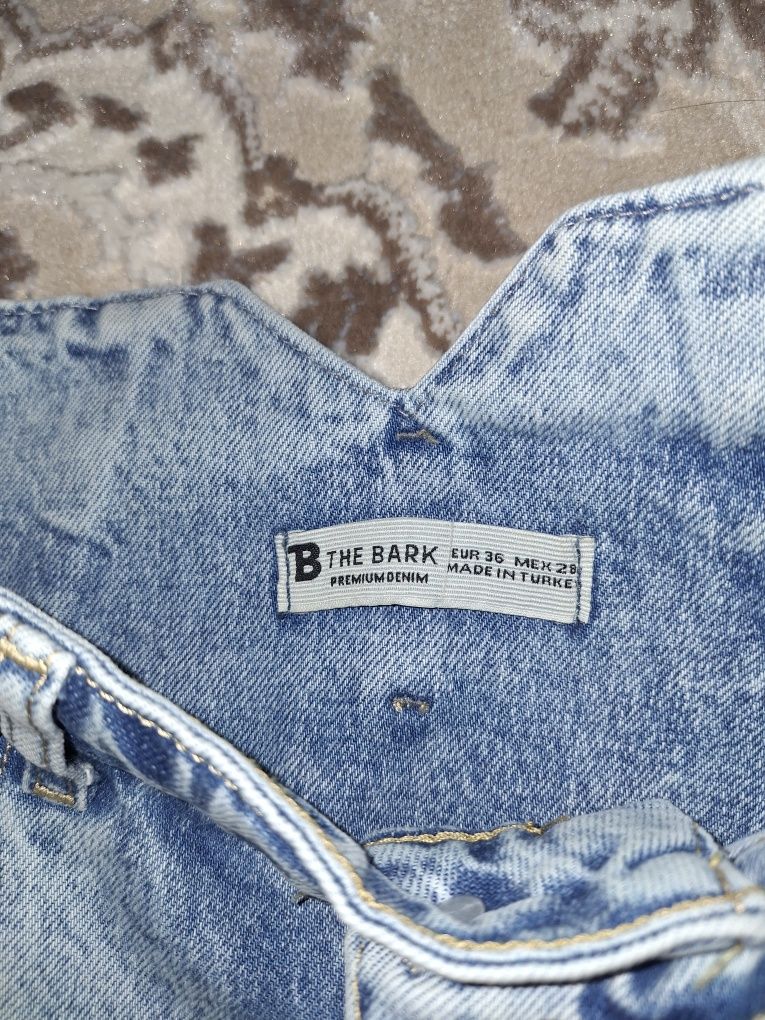 B THE BARK
PREMIUM DENIM
EUR 36 MEX 28
MADE IN TURKE